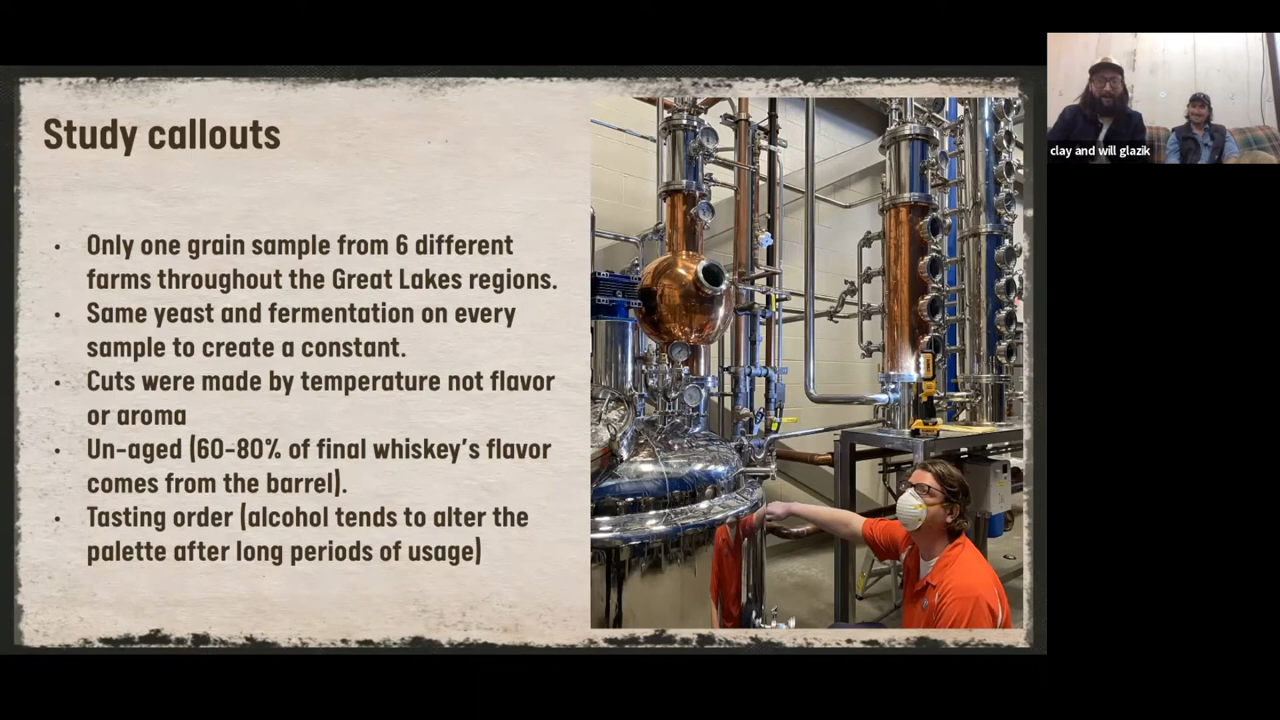 Study callouts
• Only one grain sample from 6 different
farms throughout the Great Lakes regions.
• Same yeast and fermentation on every
sample to create a constant.
• Cuts were made by temperature not flavor
or aroma
• Un-aged (60-80% of final whiskey's flavor
comes from the barrel).
• Tasting order (alcohol tends to alter the
palette after long periods of usage)
clay and will glazik